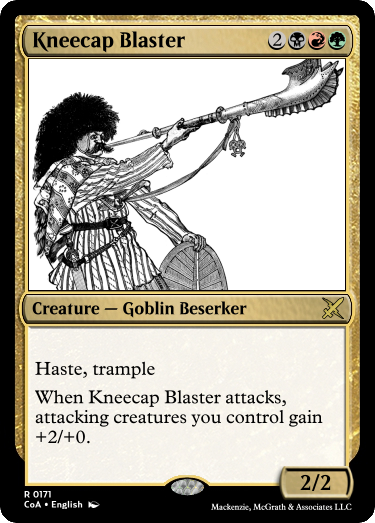 Kneecap Blaster 2
Creature — Goblin Beserker
Haste, trample
When Kneecap Blaster attacks,
attacking creatures you control gain
+2/+0.
2/2
R 0171
CoA • English
Mackenzie, McGrath & Associates LLC